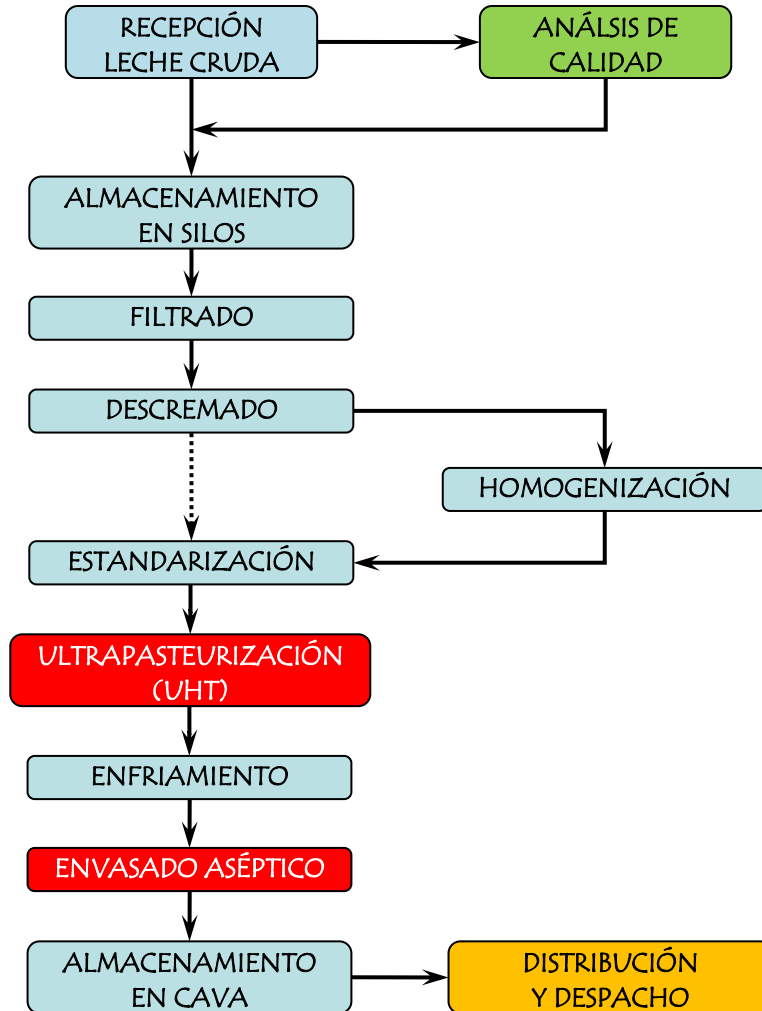 RECEPCIÓN
LECHE CRUDA
ANÁLSIS DE
CALIDAD
ALMACENAMIENTO
EN SILOS
FILTRADO
DESCREMADO
HOMOGENIZACIÓN
ESTANDARIZACIÓN
ULTRAPASTEURIZACIÓN
(UHT)
ENFRIAMIENTO
ENVASADO ASÉPTICO
ALMACENAMIENTO
EN CAVA
DISTRIBUCIÓN
Y DESPACHO